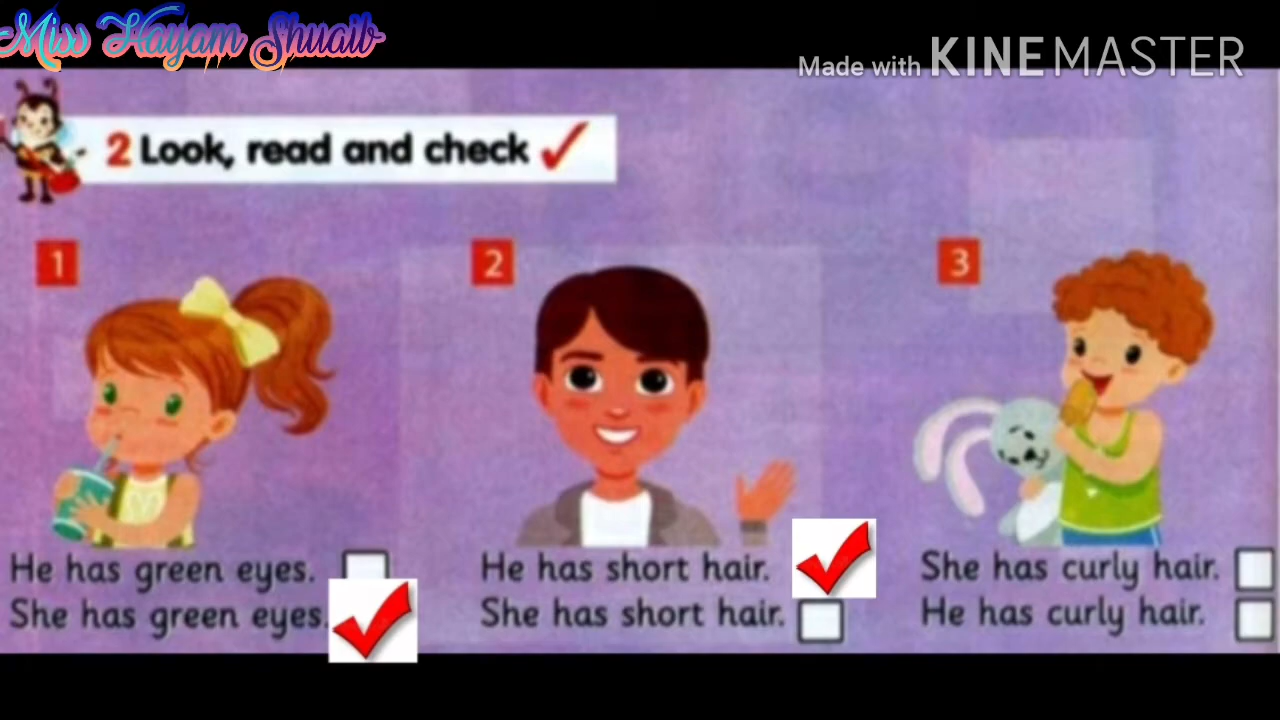 Miss Hayam Shuaib
Made with KINEMASTER
2 Look, read and check
1
2
3
He has green eyes.
She has green eyes.
He has short hair.
She has short hair.
She has curly hair.
He has curly hair.